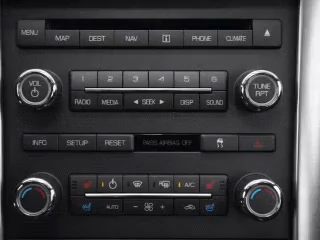 MENU MAP DEST NAV i PHONE CLIMATE
1 2 3 4 5 6
VOL TUNE RPT
RADIO MEDIA SEEK DISP SOUND
INFO SETUP RESET PASS AIRBAG OFF
A/C
AUTO